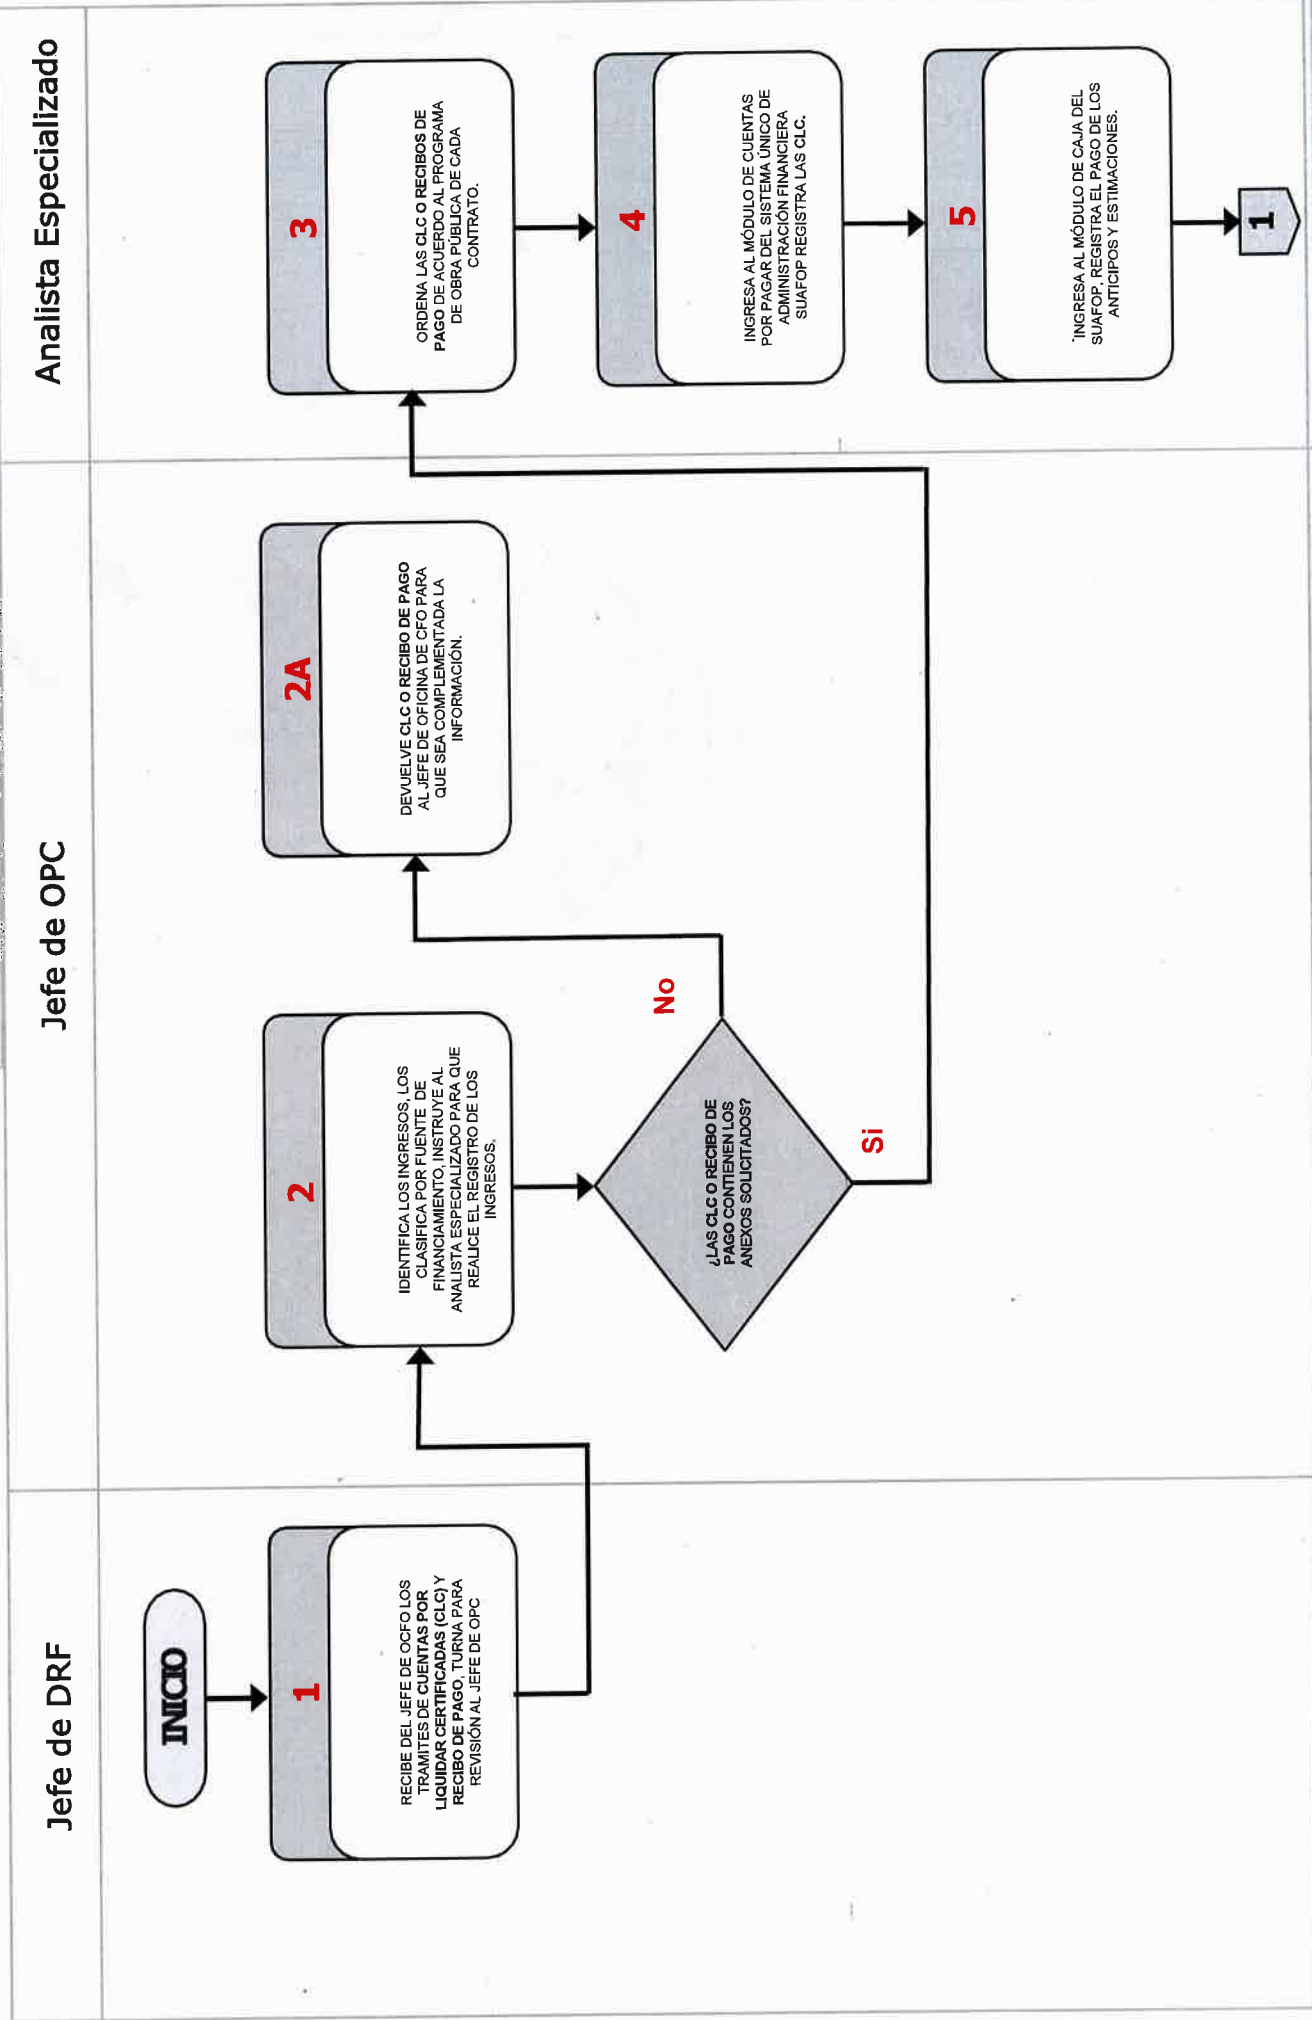 Jefe de DRF
Jefe de OPC
Analista Especializado
INICIO
1
RECIBE DEL JEFE DE OCFO LOS
TRAMITES DE CUENTAS POR
LIQUIDAR CERTIFICADAS (CLC) Y
RECIBO DE PAGO, TURNA PARA
REVISIÓN AL JEFE DE OPC
2
IDENTIFICA LOS INGRESOS, LOS
CLASIFICA POR FUENTE DE
FINANCIAMIENTO, INSTRUYE AL
ANALISTA ESPECIALIZADO PARA QUE
REALICE EL REGISTRO DE LOS
INGRESOS.
¿LAS CLC O RECIBO DE
PAGO CONTIENEN LOS
ANEXOS SOLICITADOS?
No
Si
2A
DEVUELVE CLC O RECIBO DE PAGO
AL JEFE DE OFICINA DE CFO PARA
QUE SEA COMPLEMENTADA LA
INFORMACIÓN.
3
ORDENA LAS CLC O RECIBOS DE
PAGO DE ACUERDO AL PROGRAMA
DE OBRA PÚBLICA DE CADA
CONTRATO.
4
INGRESA AL MÓDULO DE CUENTAS
POR PAGAR DEL SISTEMA ÚNICO DE
ADMINISTRACIÓN FINANCIERA
SUAFOP REGISTRA LAS CLC.
5
INGRESA AL MÓDULO DE CAJA DEL
SUAFOP, REGISTRA EL PAGO DE LOS
ANTICIPOS Y ESTIMACIONES.
1